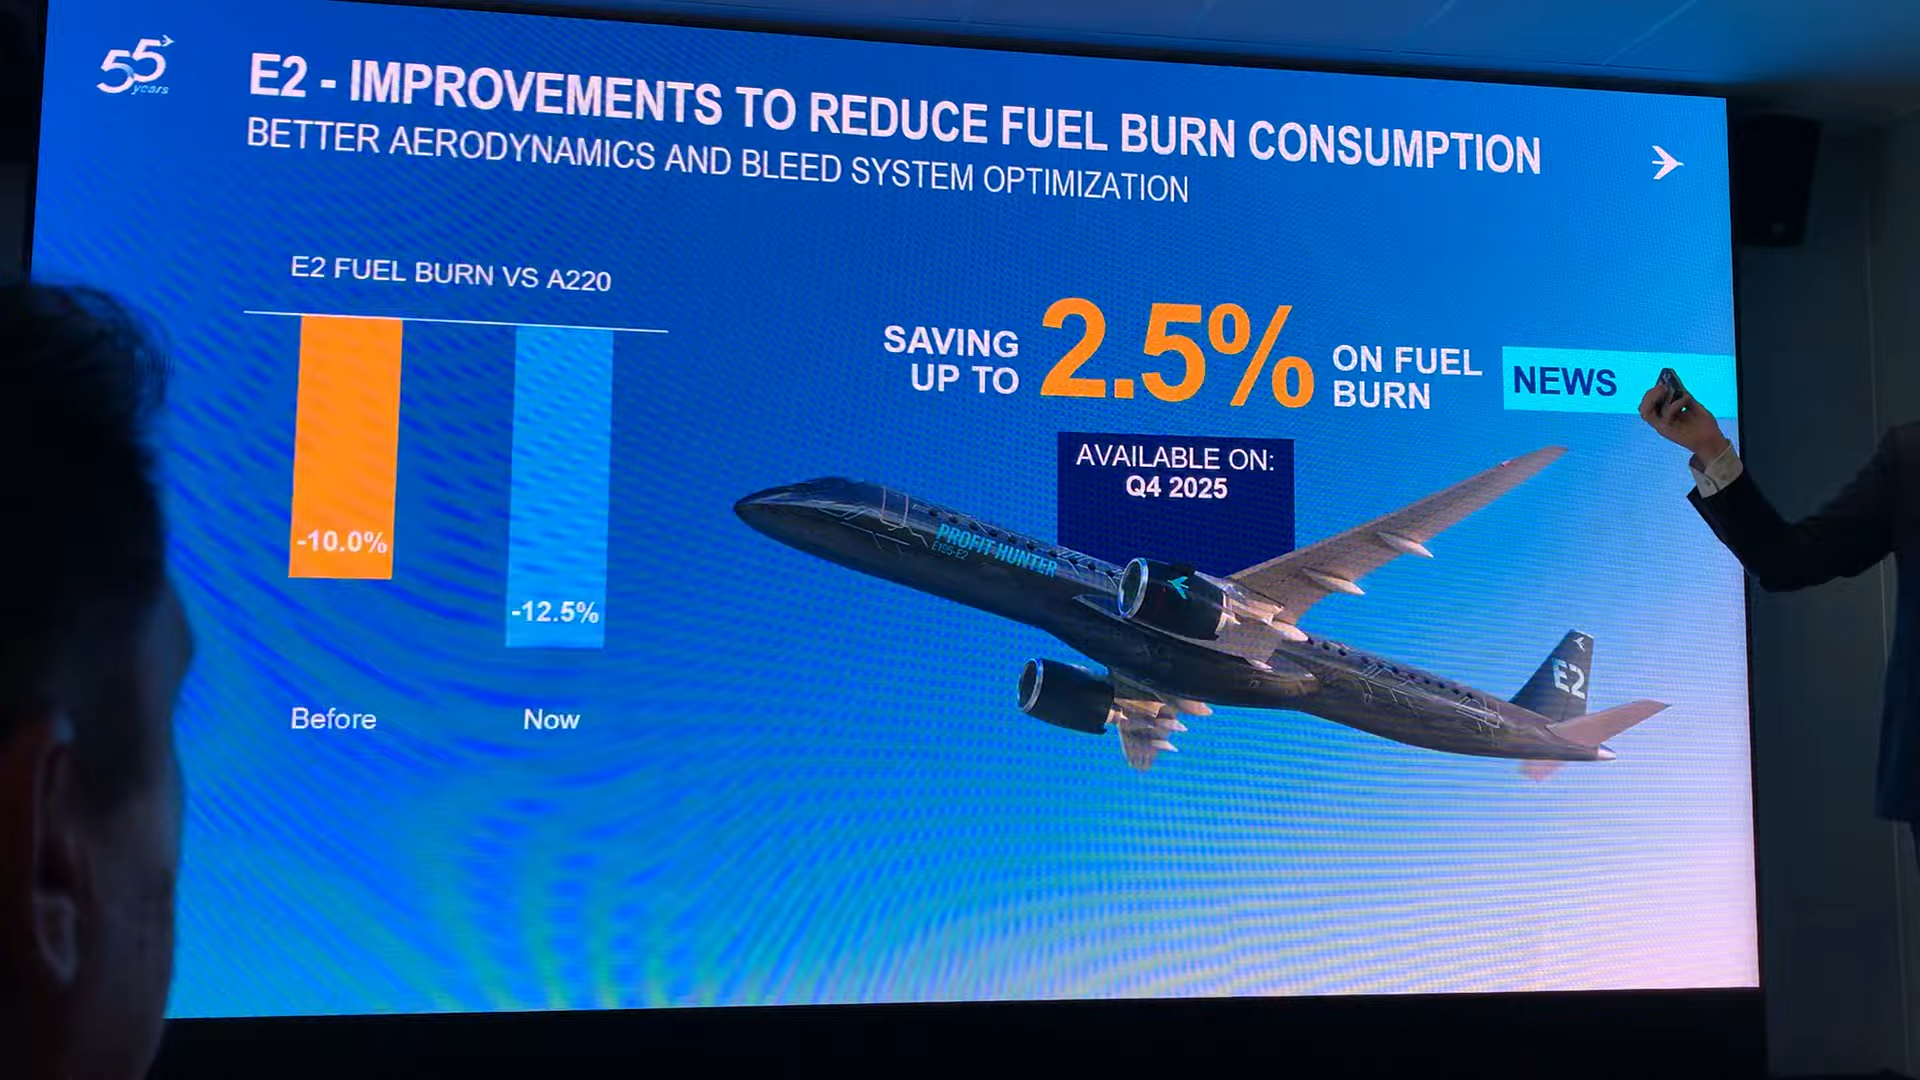 55
years
E2 - IMPROVEMENTS TO REDUCE FUEL BURN CONSUMPTION
BETTER AERODYNAMICS AND BLEED SYSTEM OPTIMIZATION
E2 FUEL BURN VS A220
-10.0%
-12.5%
Before
Now
SAVING
UP TO
2.5%
ON FUEL
BURN
NEWS
AVAILABLE ON:
Q4 2025
PROFIT HUNTER
E195-E2
E2